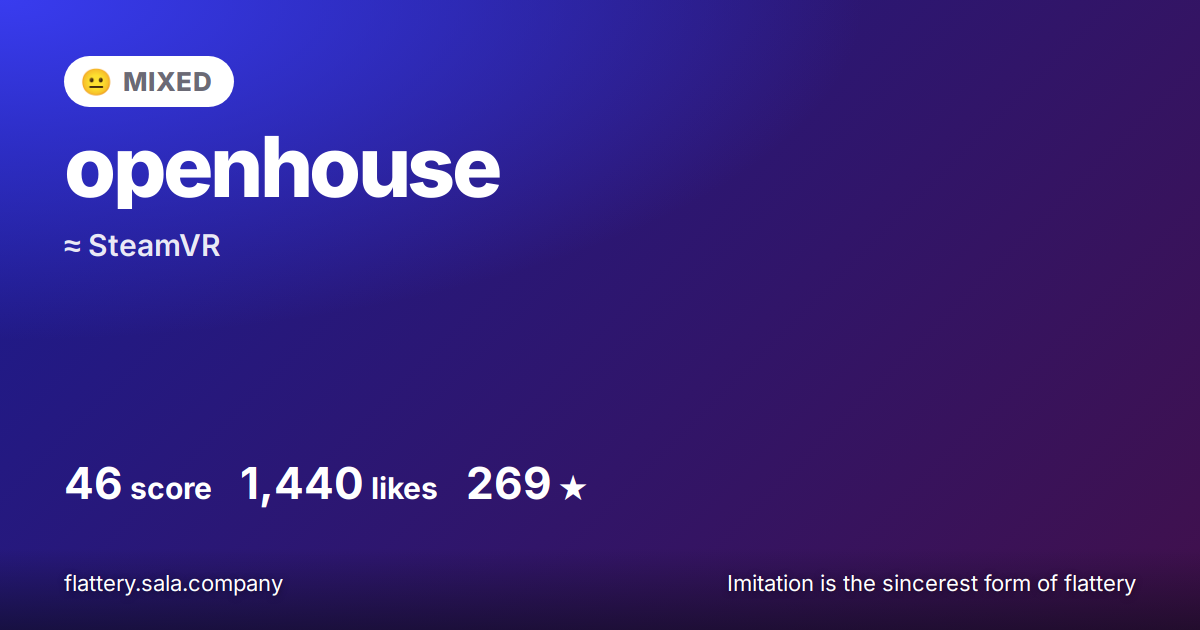 😐 MIXED
openhouse
≈ SteamVR
46 score 1,440 likes 269 ★
flattery.sala.company
Imitation is the sincerest form of flattery